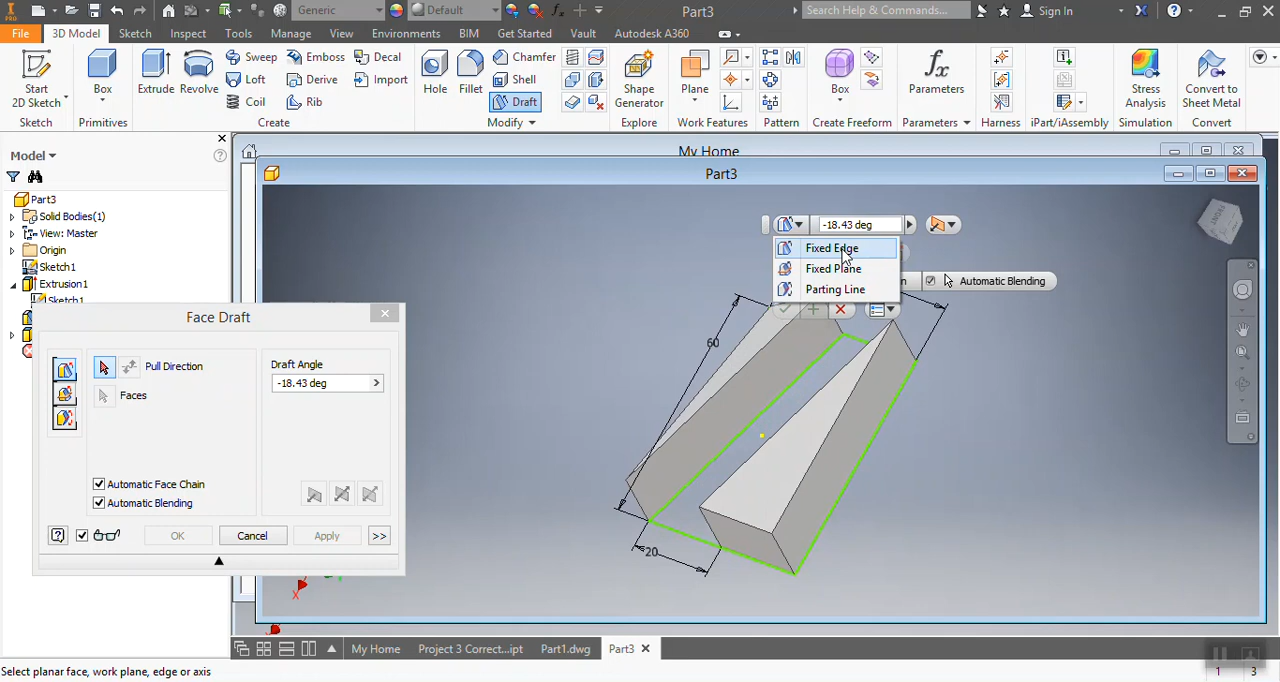 PRO
Generic
Default
Part3
Search Help & Commands...
Sign In
File
3D Model
Sketch
Inspect
Tools
Manage
View
Environments
BIM
Get Started
Vault
Autodesk A360
Start
2D Sketch
Box
Extrude
Revolve
Sweep
Emboss
Decal
Loft
Derive
Import
Coil
Rib
Hole
Fillet
Chamfer
Shell
Draft
Shape
Generator
Plane
Box
Parameters
Stress
Analysis
Convert to
Sheet Metal
Sketch
Primitives
Create
Modify
Explore
Work Features
Pattern
Create Freeform
Parameters
Harness
iPart/iAssembly
Simulation
Convert
Model
Part3
Solid Bodies(1)
View: Master
Origin
Sketch1
Extrusion1
Sketch1
My Home
Part3
-18.43 deg
Fixed Edge
Fixed Plane
Parting Line
Automatic Blending
60
20
FRONT
Face Draft
Pull Direction
Faces
Draft Angle
-18.43 deg
Automatic Face Chain
Automatic Blending
OK
Cancel
Apply
>>
X
My Home
Project 3 Correct...ipt
Part1.dwg
Part3
Select planar face, work plane, edge or axis
1
3